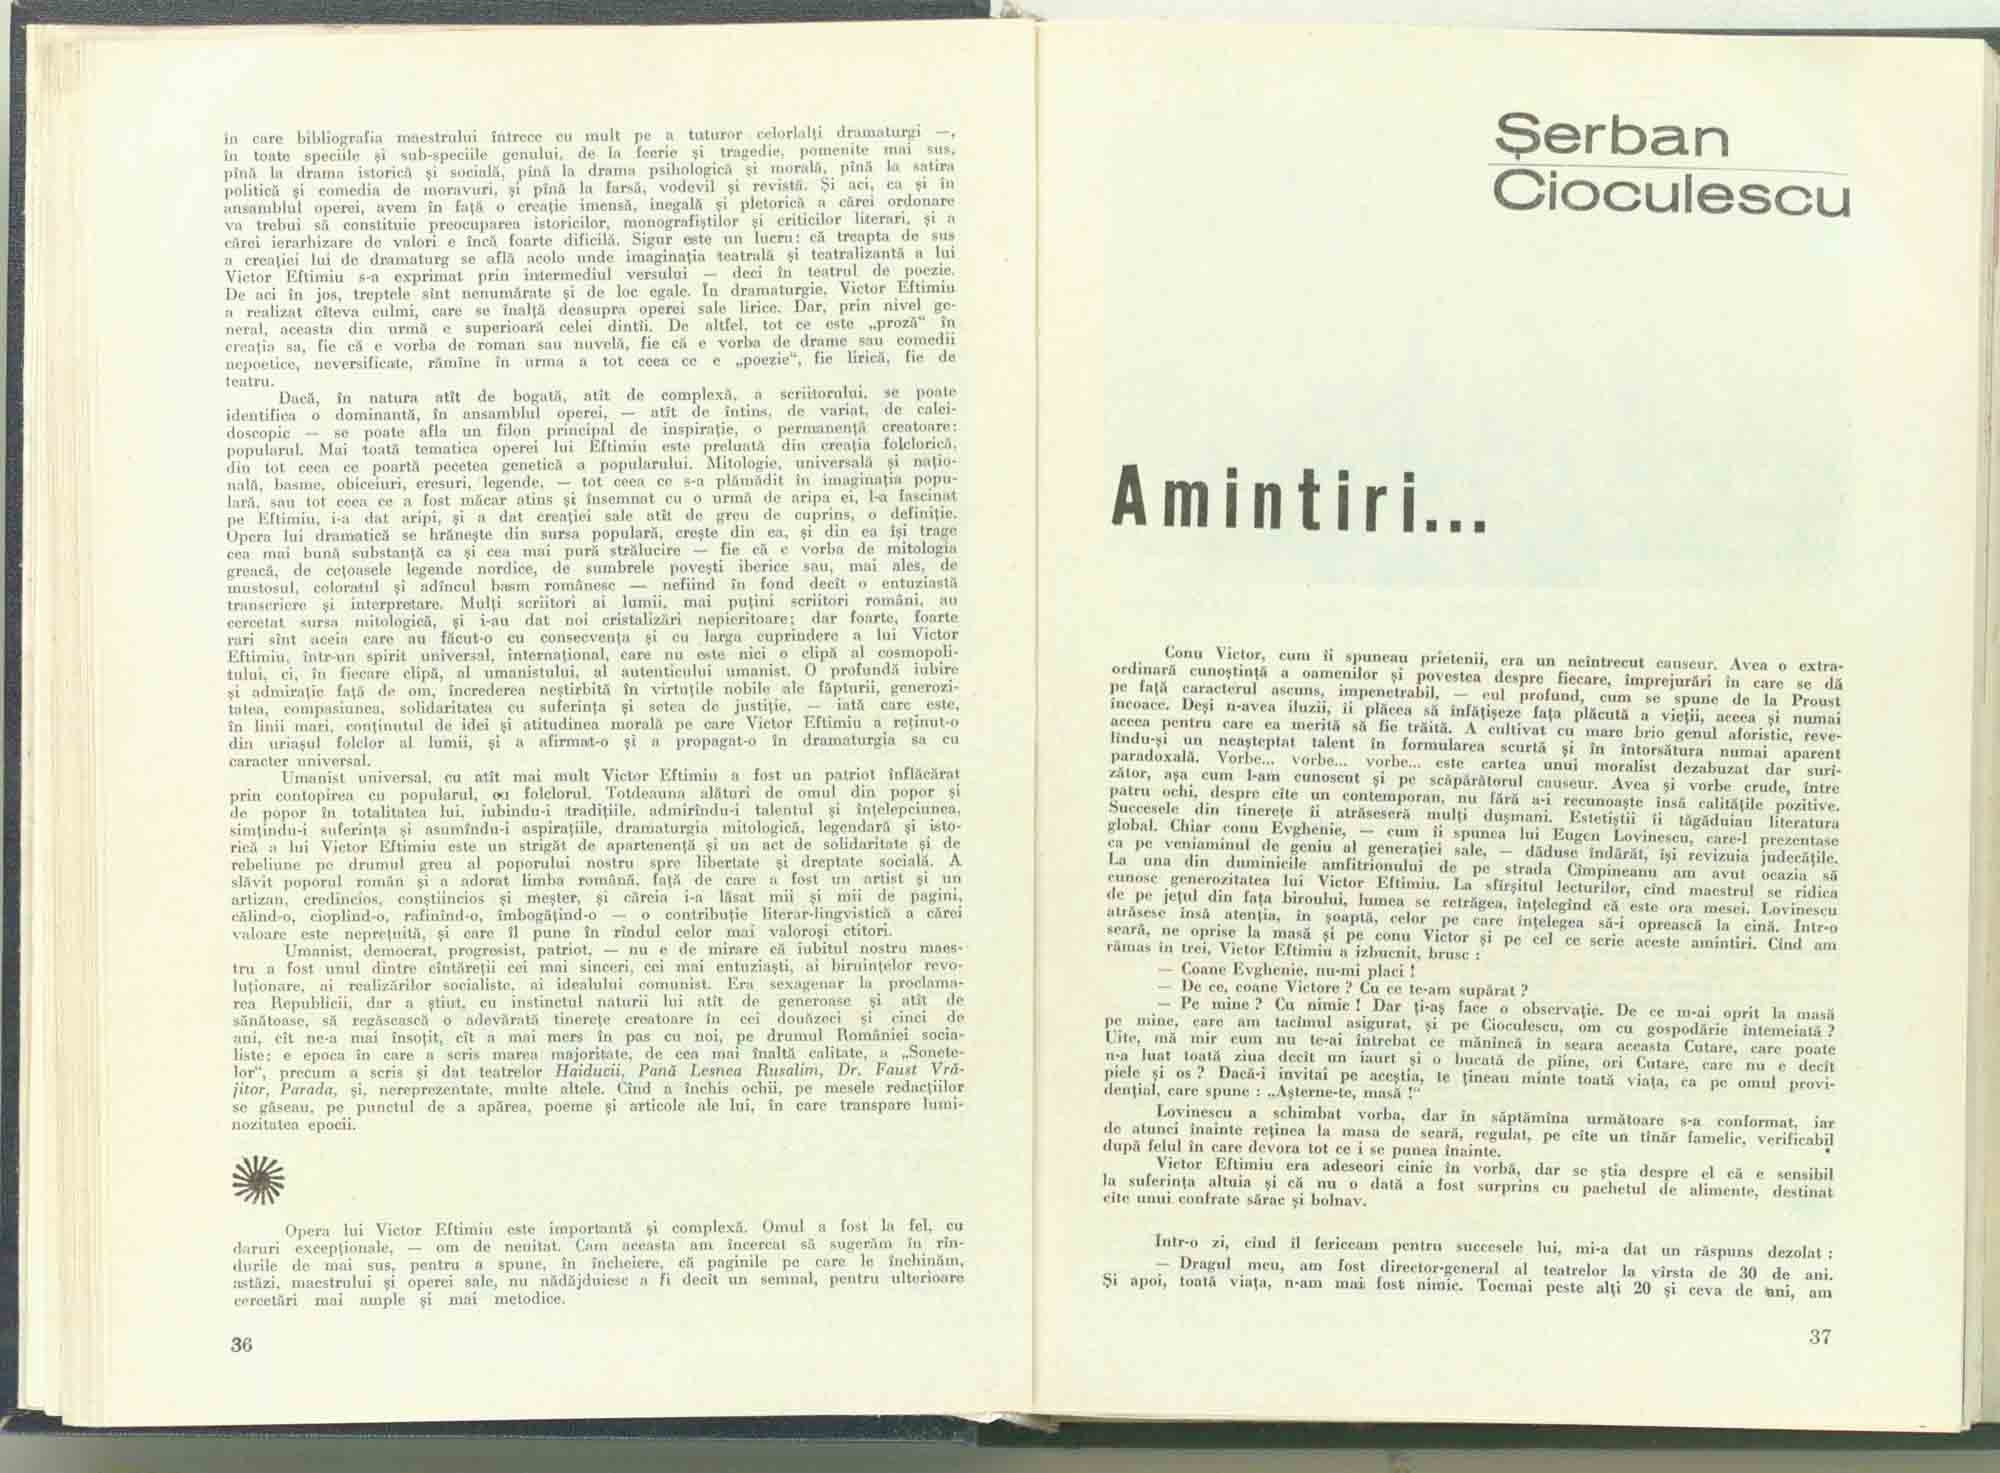 în care bibliografia maestrului întrece cu mult pe a tuturor celorlalți dramaturgi —,
în toate speciile și sub-speciile genului, de la feerie și tragedie, pomenite mai sus,
pînă la drama istorică și socială, pînă la drama psihologică și morală, pînă la satira
politică și comedia de moravuri, și pînă la farsă, vodevil și revistă. Și aci, ca și în
ansamblul operei, avem în față o creație imensă, inegală și pletorică a cărei ordonare
va trebui să constituie preocuparea istoricilor, monografiștilor și criticilor literari, și a
cărei ierarhizare de valori e încă foarte dificilă. Sigur este un lucru: că treapta de sus
a creației lui de dramaturg se află acolo unde imaginația teatrală și teatralizantă a lui
Victor Eftimiu s-a exprimat prin intermediul versului — deci în teatrul de poezie.
De aci în jos, treptele sînt nenumărate și de loc egale. În dramaturgie, Victor Eftimiu
a realizat cîteva culmi, care se înalță deasupra operei sale lirice. Dar, prin nivel ge-
neral, aceasta din urmă e superioară celei dintîi. De altfel, tot ce este „proză“ în
creația sa, fie că e vorba de roman sau nuvelă, fie că e vorba de drame sau comedii
nepoetice, neversificate, rămîne în urma a tot ceea ce e „poezie“, fie lirică, fie de
teatru.
Dacă, în natura atît de bogată, atît de complexă, a scriitorului, se poate
identifica o dominantă, în ansamblul operei, — atît de întins, de variat, de calei-
doscopic — se poate afla un filon principal de inspirație, o permanență creatoare:
popularul. Mai toată tematica operei lui Eftimiu este preluată din creația folclorică,
din tot ceea ce poartă pecetea genetică a popularului. Mitologie, universală și națio-
nală, basme, obiceiuri, eresuri, legende, — tot ceea ce s-a plămădit în imaginația popu-
lară, sau tot ceea ce a fost măcar atins și însemnat cu o urmă de aripa ei, l-a fascinat
pe Eftimiu, i-a dat aripi, și a dat creației sale atît de greu de cuprins, o definiție.
Opera lui dramatică se hrănește din sursa populară, crește din ea, și din ea își trage
cea mai bună substanță ca și cea mai pură strălucire — fie că e vorba de mitologia
greacă, de cețoasele legende nordice, de sumbrele povești iberice sau, mai ales, de
mustosul, coloratul și adîncul basm românesc — nefiind în fond decît o entuziastă
transcriere și interpretare. Mulți scriitori ai lumii, mai puțini scriitori români, au
cercetat sursa mitologică, și i-au dat noi cristalizări nepieritoare; dar foarte, foarte
rari sînt aceia care au făcut-o cu consecvența și cu larga cuprindere a lui Victor
Eftimiu, într-un spirit universal, internațional, care nu este nici o clipă al cosmopoli-
tului, ci, în fiecare clipă, al umanistului, al autenticului umanist. O profundă iubire
și admirație față de om, încrederea neștirbită în virtuțile nobile ale făpturii, generozi-
tatea, compasiunea, solidaritatea cu suferința și setea de justiție, — iată care este,
în linii mari, conținutul de idei și atitudinea morală pe care Victor Eftimiu a reținut-o
din uriașul folclor al lumii, și a afirmat-o și a propagat-o în dramaturgia sa cu
caracter universal.
Umanist universal, cu atît mai mult Victor Eftimiu a fost un patriot înflăcărat
prin contopirea cu popularul, cu folclorul. Totdeauna alături de omul din popor și
de popor în totalitatea lui, iubindu-i tradițiile, admirîndu-i talentul și înțelepciunea,
simțindu-i suferința și asumîndu-i aspirațiile, dramaturgia mitologică, legendară și isto-
rică a lui Victor Eftimiu este un strigăt de apartenență și un act de solidaritate și de
rebeliune pe drumul greu al poporului nostru spre libertate și dreptate socială. A
slăvit poporul român și a adorat limba română, față de care a fost un artist și un
artizan, credincios, conștiincios și meșter, și căreia i-a lăsat mii și mii de pagini,
călind-o, cioplind-o, rafinînd-o, îmbogățind-o — o contribuție literar-lingvistică a cărei
valoare este neprețuită, și care îl pune în rîndul celor mai valoroși ctitori.
Umanist, democrat, progresist, patriot, — nu e de mirare că iubitul nostru maes-
tru a fost unul dintre cîntăreții cei mai sinceri, cei mai entuziaști, ai biruințelor revo-
luționare, ai realizărilor socialiste, ai idealului comunist. Era sexagenar la proclama-
rea Republicii, dar a știut, cu instinctul naturii lui atît de generoase și atît de
sănătoase, să regăsească o adevărată tinerețe creatoare în cei douăzeci și cinci de
ani, cît ne-a mai însoțit, cît a mai mers în pas cu noi, pe drumul României socia-
liste; e epoca în care a scris marea majoritate, de cea mai înaltă calitate, a „Sonete-
lor“, precum a scris și dat teatrelor Haiducii, Pană Lesnea Rusalim, Dr. Faust Vră-
jitor, Parada, și, nereprezentate, multe altele. Cînd a închis ochii, pe mesele redacțiilor
se găseau, pe punctul de a apărea, poeme și articole ale lui, în care transpare lumi-
nozitatea epocii.
Opera lui Victor Eftimiu este importantă și complexă. Omul a fost la fel, cu
daruri excepționale, — om de neuitat. Cam aceasta am încercat să sugerăm în rîn-
durile de mai sus, pentru a spune, în încheiere, că paginile pe care le închinăm,
astăzi, maestrului și operei sale, nu nădăjduiesc a fi decît un semnal, pentru ulterioare
cercetări mai ample și mai metodice.
36
Șerban
Cioculescu
Amintiri...
Conu Victor, cum îi spuneau prietenii, era un neîntrecut causeur. Avea o extra-
ordinară cunoștință a oamenilor și povestea despre fiecare, împrejurări în care se dă
pe față caracterul ascuns, impenetrabil, — eul profund, cum se spune de la Proust
încoace. Deși n-avea iluzii, îi plăcea să înfățișeze fața plăcută a vieții, aceea și numai
aceea pentru care ea merită să fie trăită. A cultivat cu mare brio genul aforistic, reve-
lîndu-și un neașteptat talent în formularea scurtă și în întorsătura numai aparent
paradoxală. Vorbe... vorbe... vorbe... este cartea unui moralist dezabuzat dar surî-
zător, așa cum l-am cunoscut și pe scăpărătorul causeur. Avea și vorbe crude, între
patru ochi, despre cîte un contemporan, nu fără a-i recunoaște însă calitățile pozitive.
Succesele din tinerețe îi atrăseseră mulți dușmani. Estetiștii îi tăgăduiau literatura
global. Chiar conu Evghenie, — cum îi spunea lui Eugen Lovinescu, care-l prezentase
ca pe veniaminul de geniu al generației sale, — dăduse îndărăt, își revizuia judecățile.
La una din duminicile amfitrionului de pe strada Cîmpineanu am avut ocazia să
cunosc generozitatea lui Victor Eftimiu. La sfîrșitul lecturilor, cînd maestrul se ridica
de pe jețul din fața biroului, lumea se retrăgea, înțelegînd că este ora mesei. Lovinescu
atrăsese însă atenția, în șoaptă, celor pe care înțelegea să-i oprească la cină. Într-o
seară, ne oprise la masă și pe conu Victor și pe cel ce scrie aceste amintiri. Cînd am
rămas în trei, Victor Eftimiu a izbucnit, brusc :
— Coane Evghenie, nu-mi placi !
— De ce, coane Victore ? Cu ce te-am supărat ?
— Pe mine ? Cu nimic ! Dar ți-aș face o observație. De ce m-ai oprit la masă
pe mine, care am tacîmul asigurat, și pe Cioculescu, om cu gospodărie întemeiată ?
Uite, mă mir cum nu te-ai întrebat ce mănîncă în seara aceasta Cutare, care poate
n-a luat toată ziua decît un iaurt și o bucată de pîine, ori Cutare, care nu e decît
piele și os ? Dacă-i invitai pe aceștia, te țineau minte toată viața, ca pe omul provi-
dențial, care spune : „Așterne-te, masă !“
Lovinescu a schimbat vorba, dar în săptămîna următoare s-a conformat, iar
de atunci înainte reținea la masa de seară, regulat, pe cîte un tînăr famelic, verificabil
după felul în care devora tot ce i se punea înainte.
Victor Eftimiu era adeseori cinic în vorbă, dar se știa despre el că e sensibil
la suferința altuia și că nu o dată a fost surprins cu pachetul de alimente, destinat
cîte unui confrate sărac și bolnav.
Într-o zi, cînd îl fericeam pentru succesele lui, mi-a dat un răspuns dezolat :
— Dragul meu, am fost director-general al teatrelor la vîrsta de 30 de ani.
Și apoi, toată viața, n-am mai fost nimic. Tocmai peste alți 20 și ceva de ani, am
37